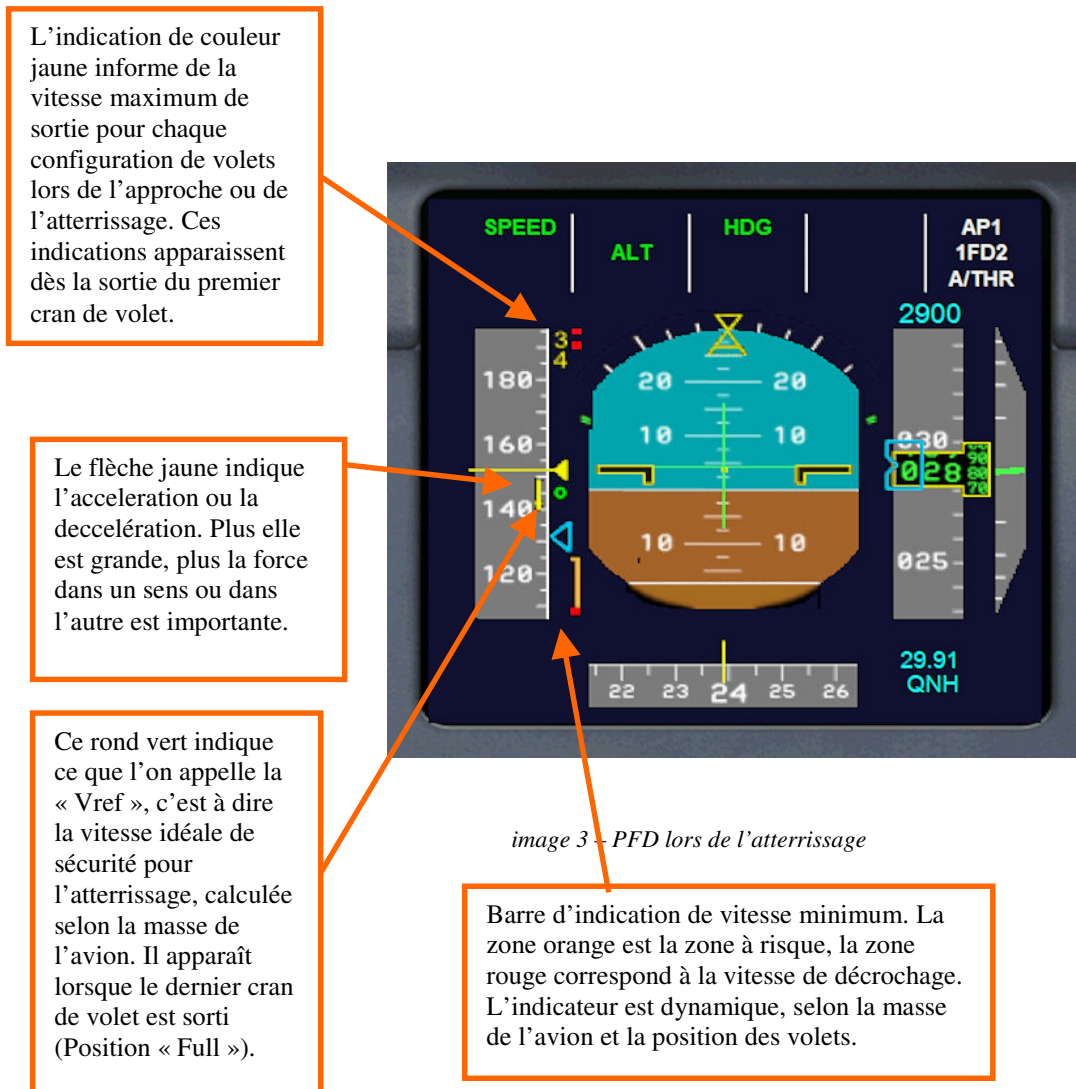 L'indication de couleur
jaune informe de la
vitesse maximum de
sortie pour chaque
configuration de volets
lors de l'approche ou de
l'atterrissage. Ces
indications apparaissent
dès la sortie du premier
cran de volet.
SPEED
ALT
HDG
AP1
1FD2
A/THR
2900
3
4
180
160
140
120
20 20
10 10
10 10
030
028
90
80
70
025
29.91
QNH
22 23 24 25 26
Le flèche jaune indique
l'acceleration ou la
deccelération. Plus elle
est grande, plus la force
dans un sens ou dans
l'autre est importante.
Ce rond vert indique
ce que l'on appelle la
« Vref », c'est à dire
la vitesse idéale de
sécurité pour
l'atterrissage, calculée
selon la masse de
l'avion. Il apparaît
lorsque le dernier cran
de volet est sorti
(Position « Full »).
image 3 – PFD lors de l'atterrissage
Barre d'indication de vitesse minimum. La
zone orange est la zone à risque, la zone
rouge correspond à la vitesse de décrochage.
L'indicateur est dynamique, selon la masse
de l'avion et la position des volets.